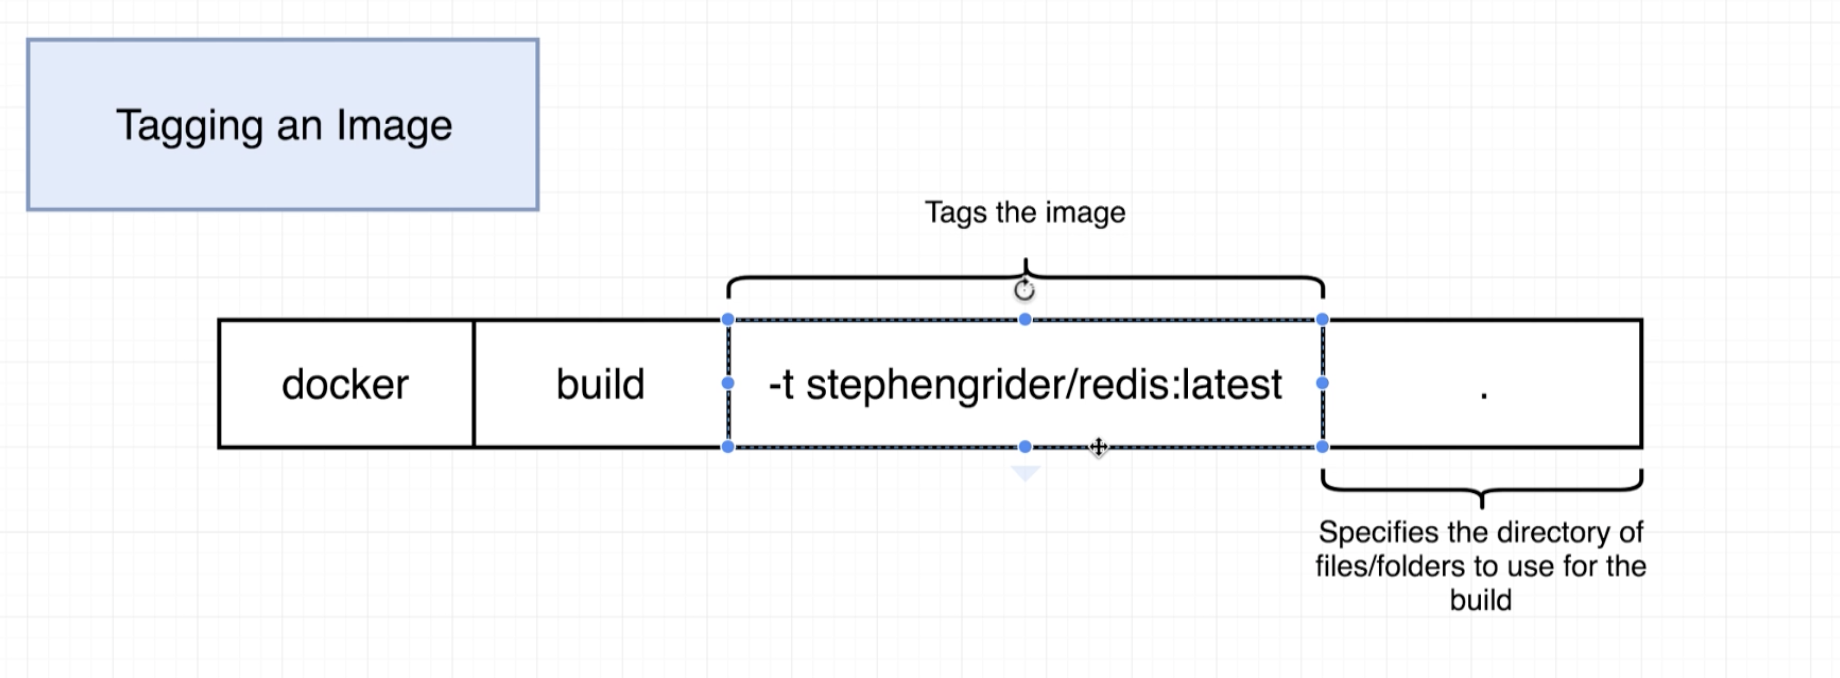 Tagging an Image
Tags the image
docker build -t stephengrider/redis:latest .
Specifies the directory of
files/folders to use for the
build